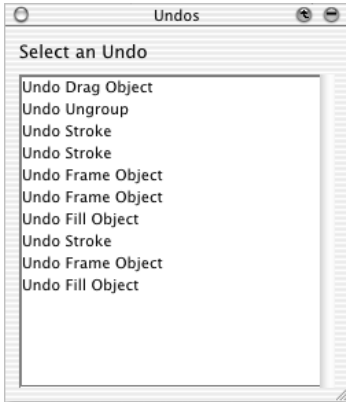 Undos
Select an Undo
Undo Drag Object
Undo Ungroup
Undo Stroke
Undo Stroke
Undo Frame Object
Undo Frame Object
Undo Fill Object
Undo Stroke
Undo Frame Object
Undo Fill Object